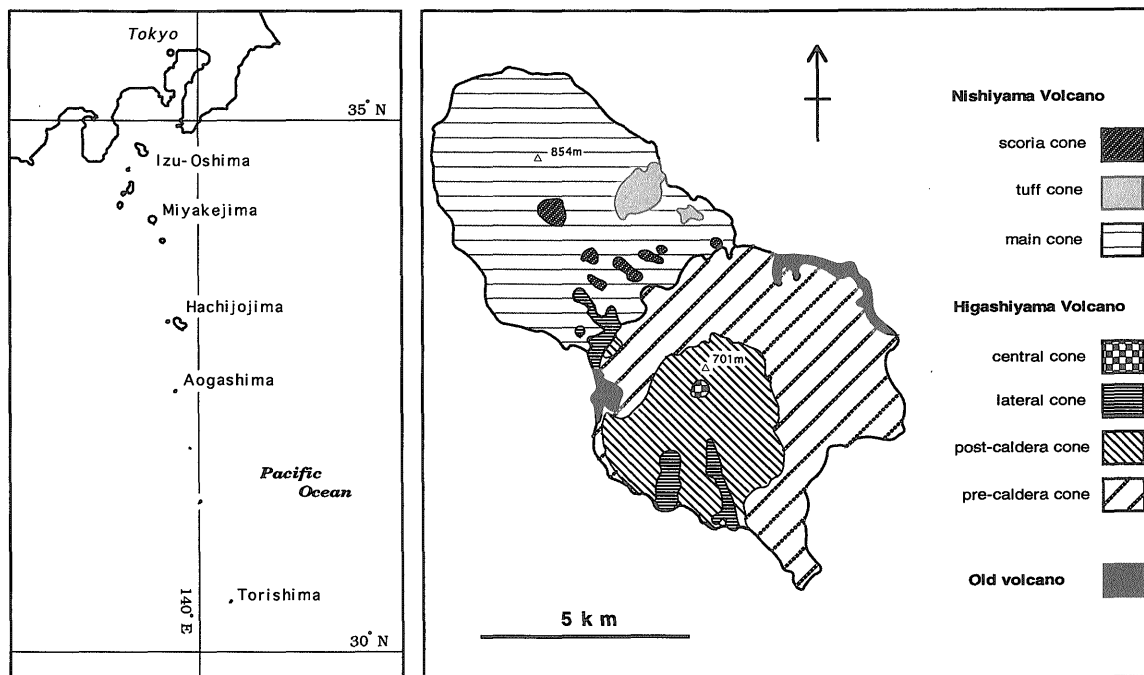 Tokyo
35° N
Izu-Oshima
Miyakejima
Hachijojima
Aogashima
Pacific
Ocean
140° E
Torishima
30° N
854m
701m
5 km
Nishiyama Volcano
scoria cone
tuff cone
main cone
Higashiyama Volcano
central cone
lateral cone
post-caldera cone
pre-caldera cone
Old volcano